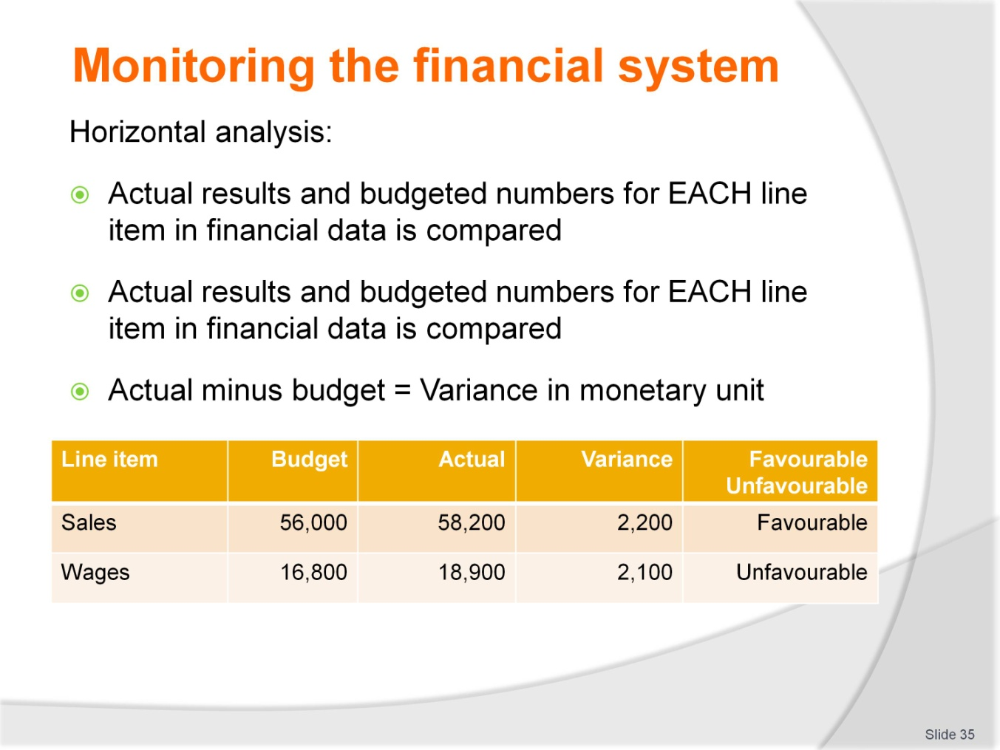 Monitoring the financial system
Horizontal analysis:
Actual results and budgeted numbers for EACH line
item in financial data is compared
Actual results and budgeted numbers for EACH line
item in financial data is compared
Actual minus budget = Variance in monetary unit
Line item Budget Actual Variance Favourable
Unfavourable
Sales 56,000 58,200 2,200 Favourable
Wages 16,800 18,900 2,100 Unfavourable
Slide 35